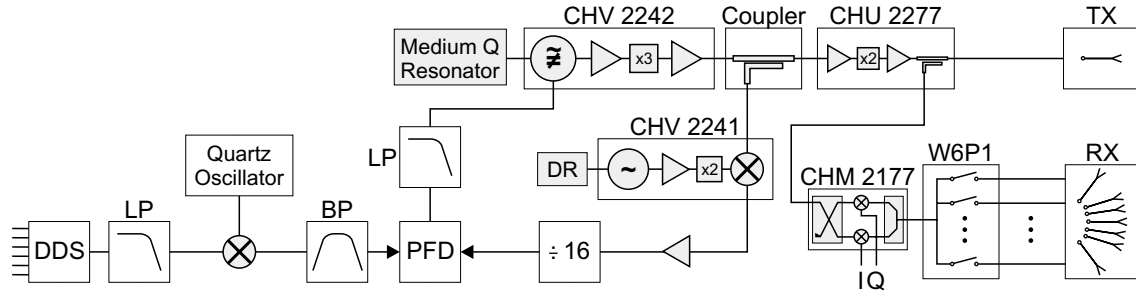 CHV 2242
Coupler
CHU 2277
TX
Medium Q
Resonator
x3
x2
LP
CHV 2241
DR
~
x2
W6P1
RX
CHM 2177
Quartz
Oscillator
LP
BP
DDS
PFD
÷ 16
I Q